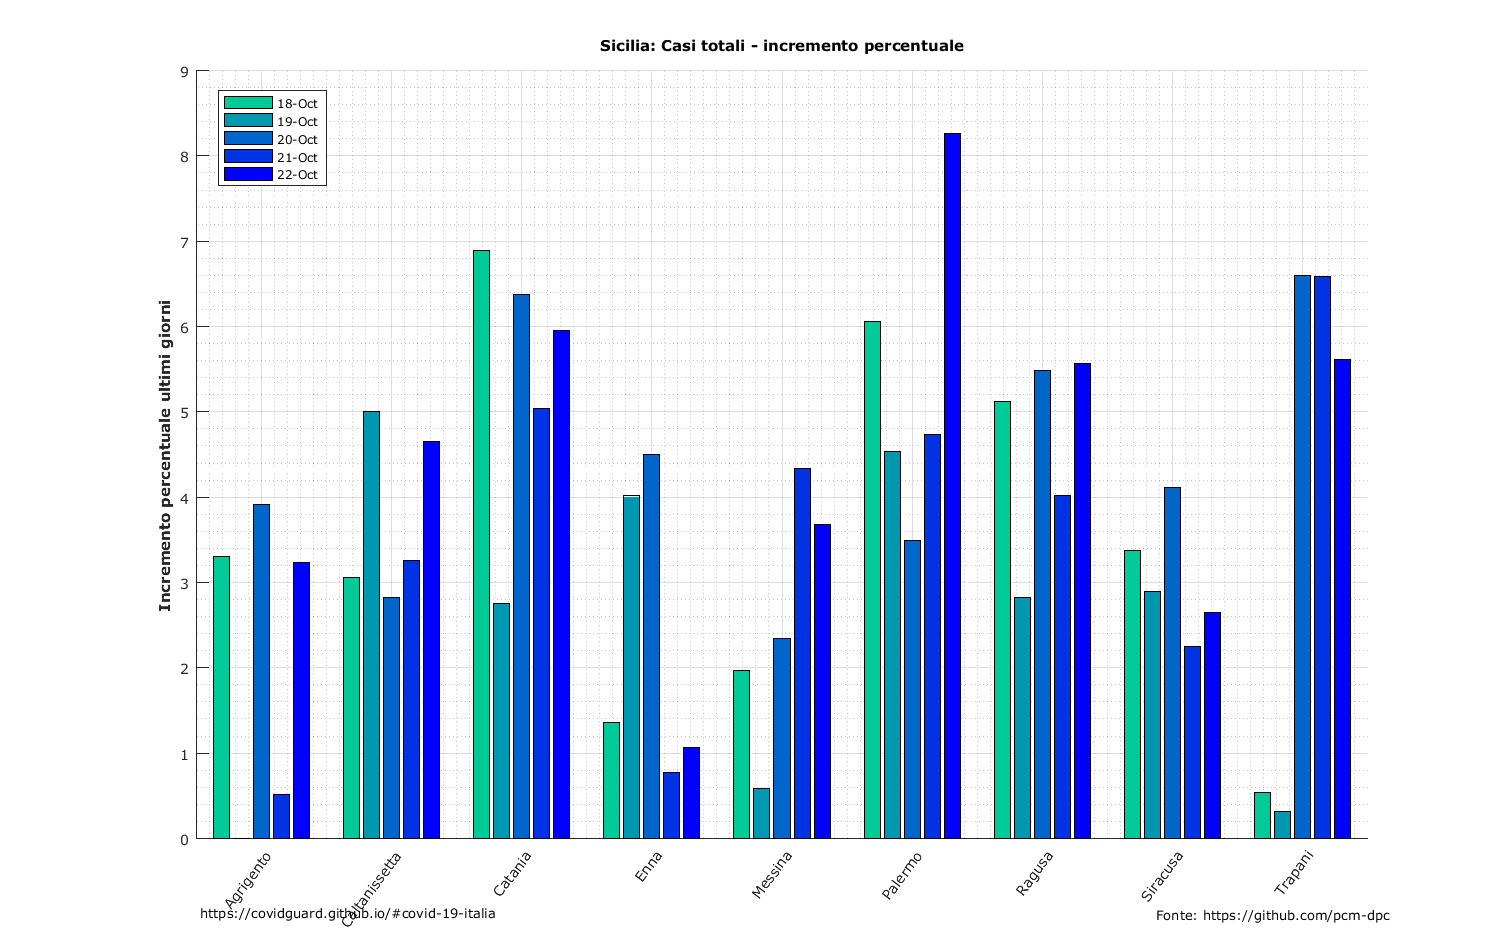 Sicilia: Casi totali - incremento percentuale
9
8
7
6
5
4
3
2
1
0
Incremento percentuale ultimi giorni
18-Oct
19-Oct
20-Oct
21-Oct
22-Oct
Agrigento
Caltanissetta
Catania
Enna
Messina
Palermo
Ragusa
Siracusa
Trapani
https://covidguard.github.io/#covid-19-italia
Fonte: https://github.com/pcm-dpc